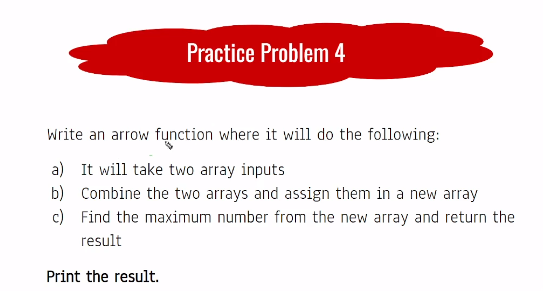 Practice Problem 4
Write an arrow function where it will do the following:
a) It will take two array inputs
b) Combine the two arrays and assign them in a new array
c) Find the maximum number from the new array and return the
result
Print the result.